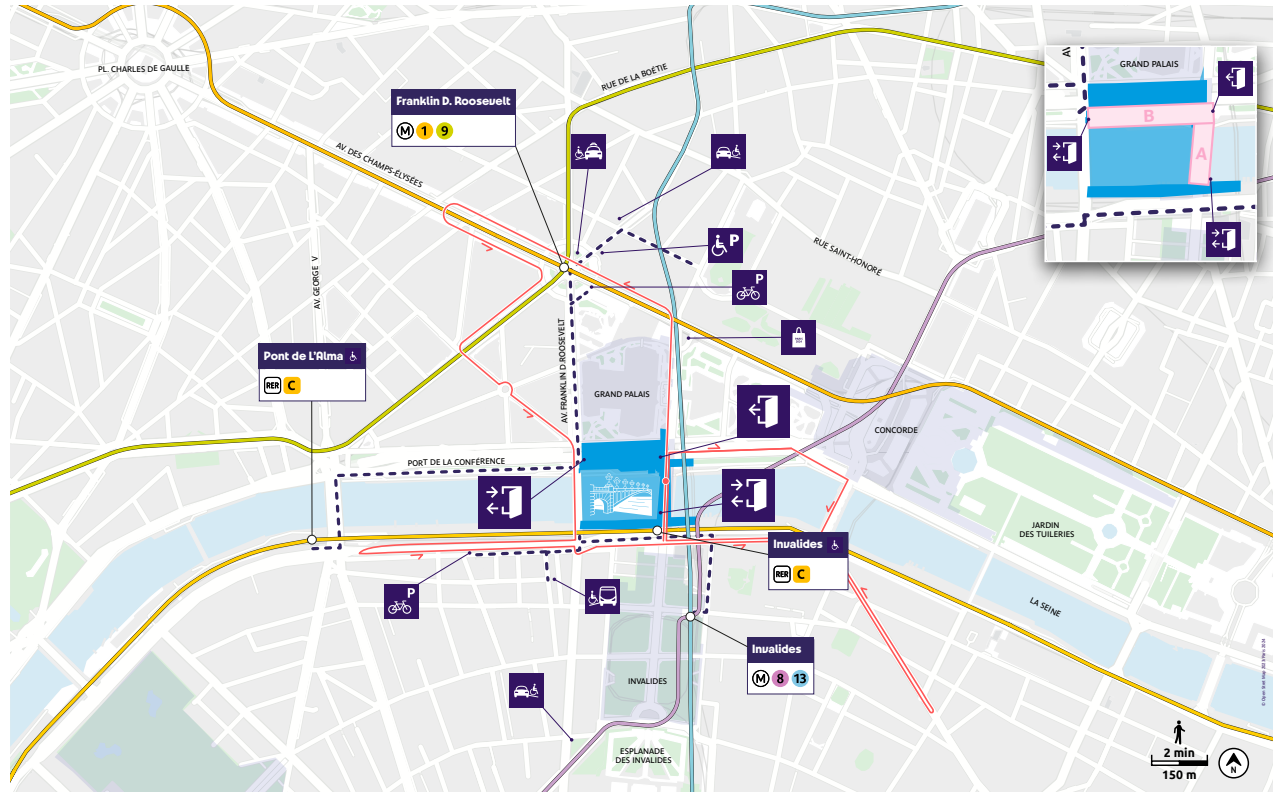 PL. CHARLES DE GAULLE
RUE DE LA BOÉTIE
Franklin D. Roosevelt
M 1 9
AV. DES CHAMPS-ÉLYSÉES
GRAND PALAIS
B
A
P
RUE SAINT-HONORÉ
P
AV. GEORGE V
AV. FRANKLIN D.ROOSEVELT
Pont de L'Alma
RER C
GRAND PALAIS
CONCORDE
PORT DE LA CONFÉRENCE
JARDIN
DES TUILERIES
Invalides
RER C
P
LA SEINE
Invalides
M 8 13
INVALIDES
ESPLANADE
DES INVALIDES
2 min
150 m
N